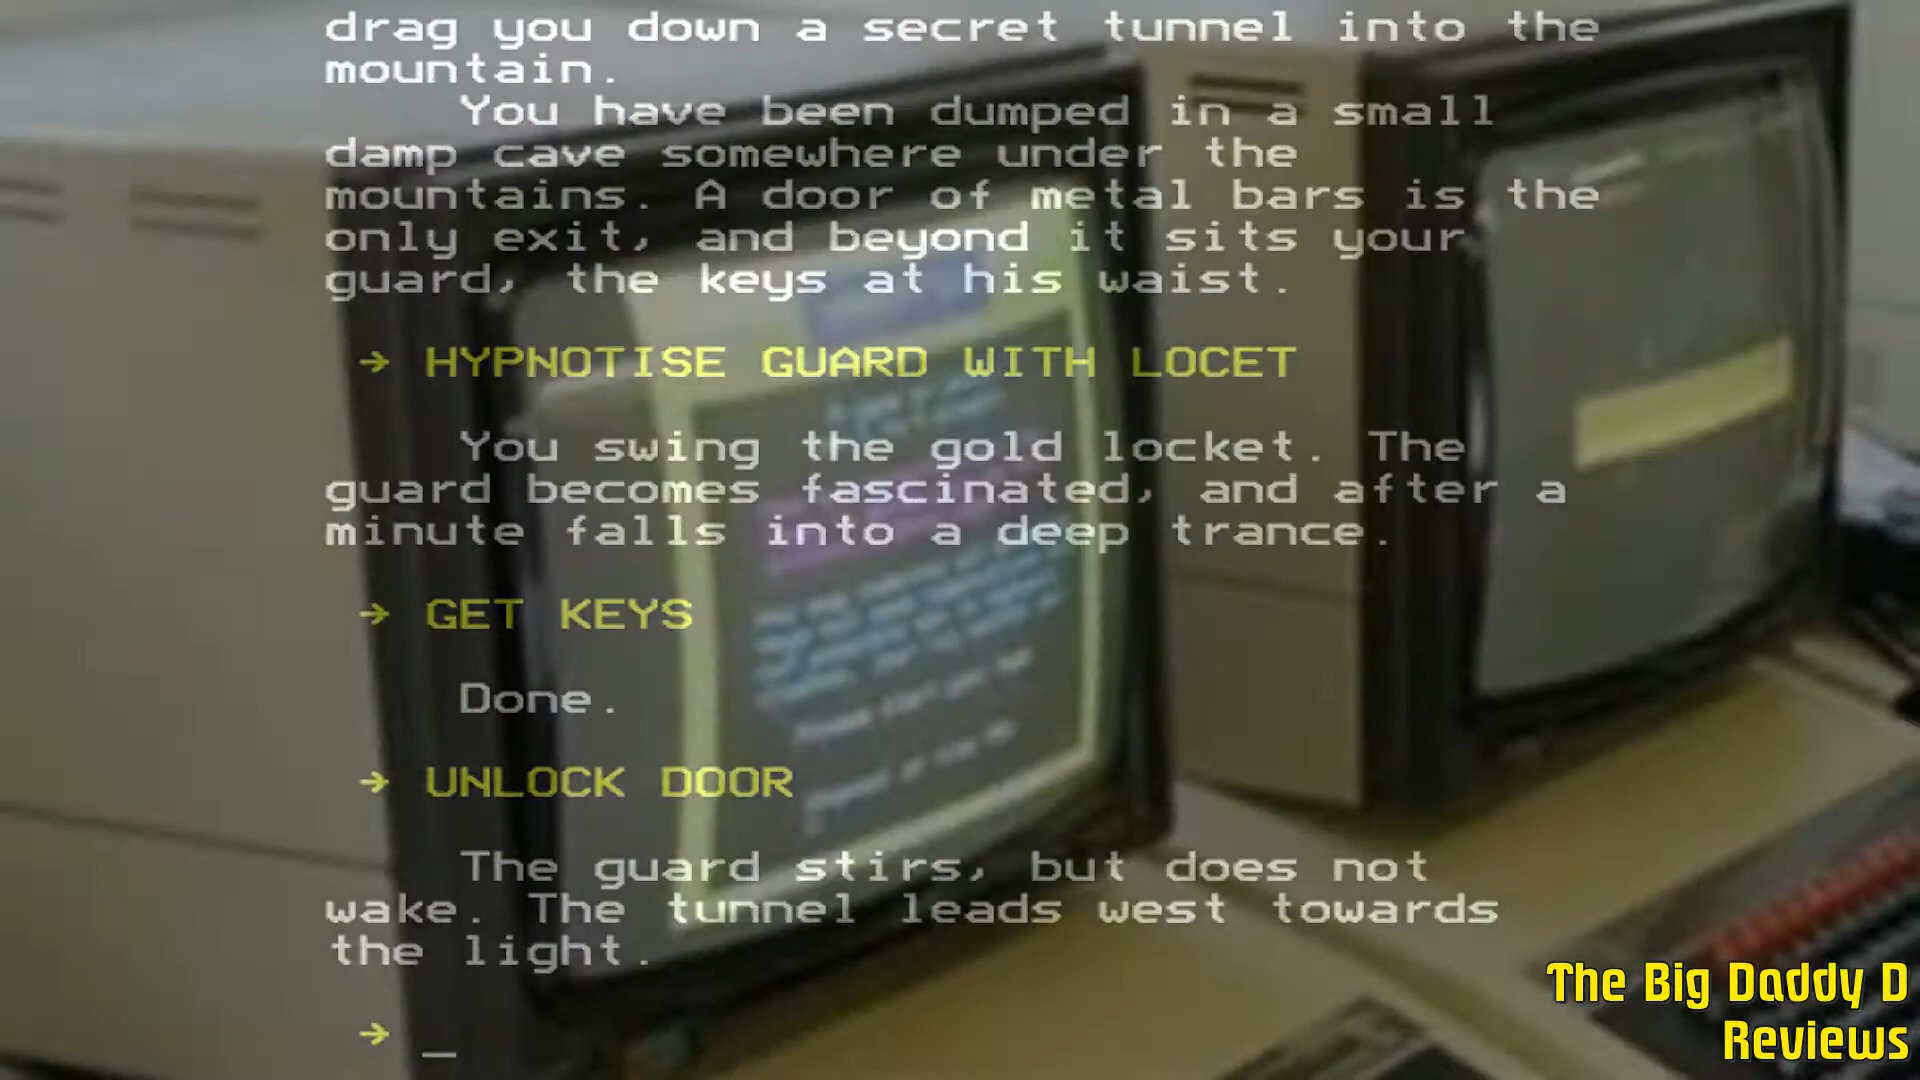 drag you down a secret tunnel into the
mountain.
You have been dumped in a small
damp cave somewhere under the
mountains. A door of metal bars is the
only exit, and beyond it sits your
guard, the keys at his waist.
→ HYPNOTISE GUARD WITH LOCET
You swing the gold locket. The
guard becomes fascinated, and after a
minute falls into a deep trance.
→ GET KEYS
Done.
→ UNLOCK DOOR
The guard stirs, but does not
wake. The tunnel leads west towards
the light.
→ _
The Big Daddy D
Reviews